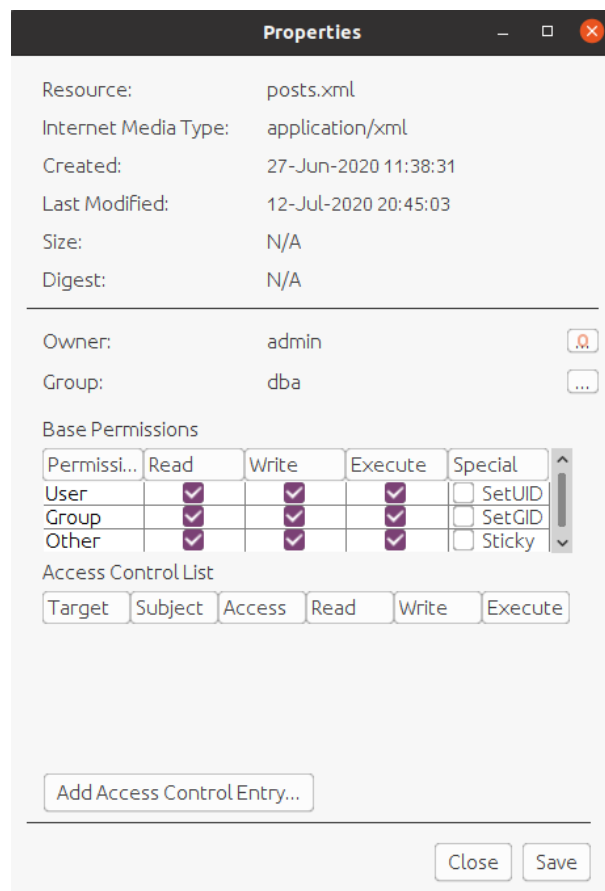 Properties
Resource: posts.xml
Internet Media Type: application/xml
Created: 27-Jun-2020 11:38:31
Last Modified: 12-Jul-2020 20:45:03
Size: N/A
Digest: N/A
Owner: admin
Group: dba
...
Base Permissions
Permissi... Read Write Execute Special
User SetUID
Group SetGID
Other Sticky
Access Control List
Target Subject Access Read Write Execute
Add Access Control Entry...
Close Save